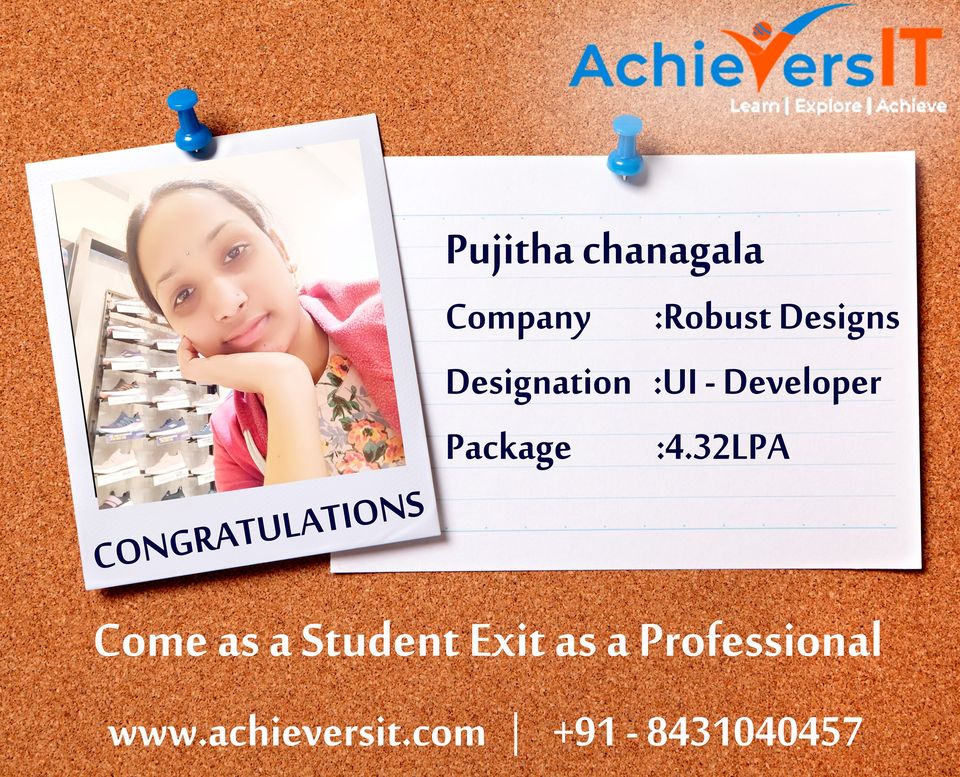 AchieversIT
Learn | Explore | Achieve
Pujitha chanagala
Company :Robust Designs
Designation :UI - Developer
Package :4.32LPA
CONGRATULATIONS
Come as a Student Exit as a Professional
www.achieversit.com | +91 - 8431040457